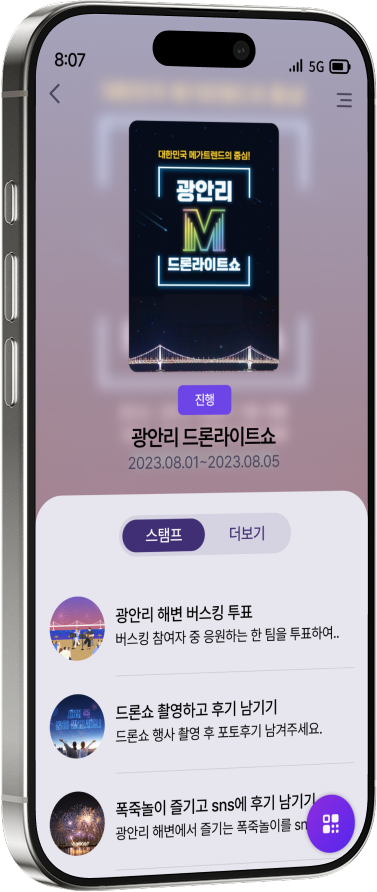 8:07
5G
대한민국 메가트렌드의 중심!
광안리
M
드론라이트쇼
진행
광안리 드론라이트쇼
2023.08.01~2023.08.05
스탬프
더보기
광안리 해변 버스킹 투표
버스킹 참여자 중 응원하는 한 팀을 투표하여..
드론쇼 촬영하고 후기 남기기
드론쇼 행사 촬영 후 포토후기 남겨주세요.
폭죽놀이 즐기고 sns에 후기 남기기
광안리 해변에서 즐기는 폭죽놀이를 sn